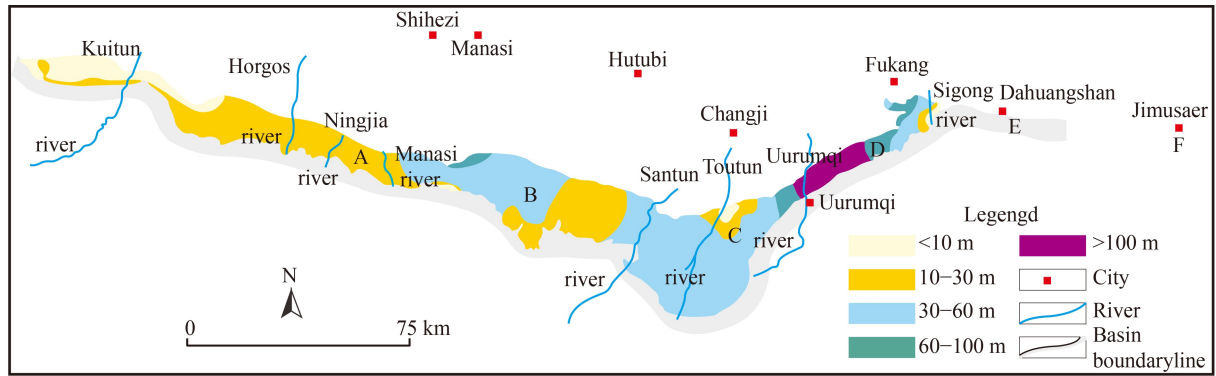 Shihezi
Manasi
Kuitun
Horgos
Hutubi
Fukang
Sigong
Dahuangshan
river
E
Jimusaer
F
Changji
Ningjia
river
river
A
Manasi
river
river
Toutun
Uurumqi
D
Santun
B
Uurumqi
C
river
river
river
Legengd
<10 m
>100 m
10−30 m
City
30−60 m
River
60−100 m
Basin
boundaryline
N
0
75 km